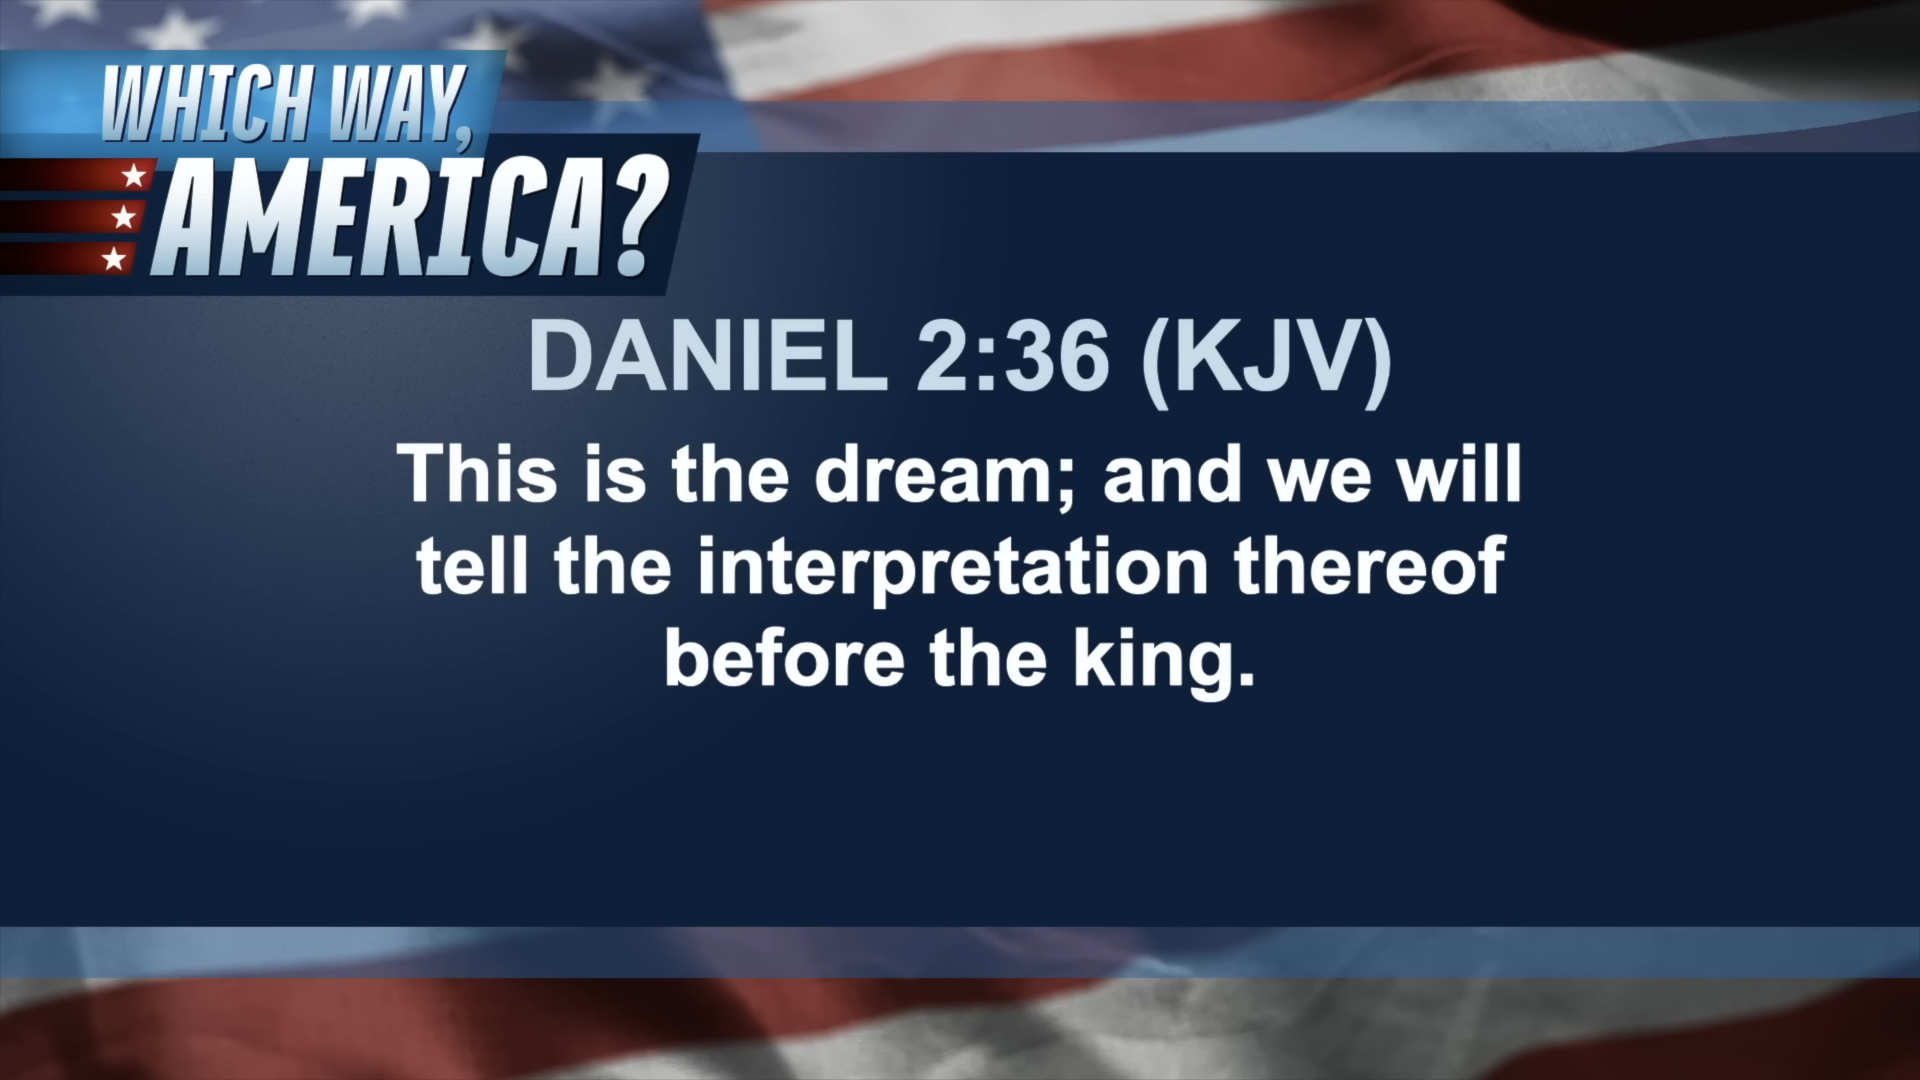 WHICH WAY,
AMERICA?
DANIEL 2:36 (KJV)
This is the dream; and we will
tell the interpretation thereof
before the king.